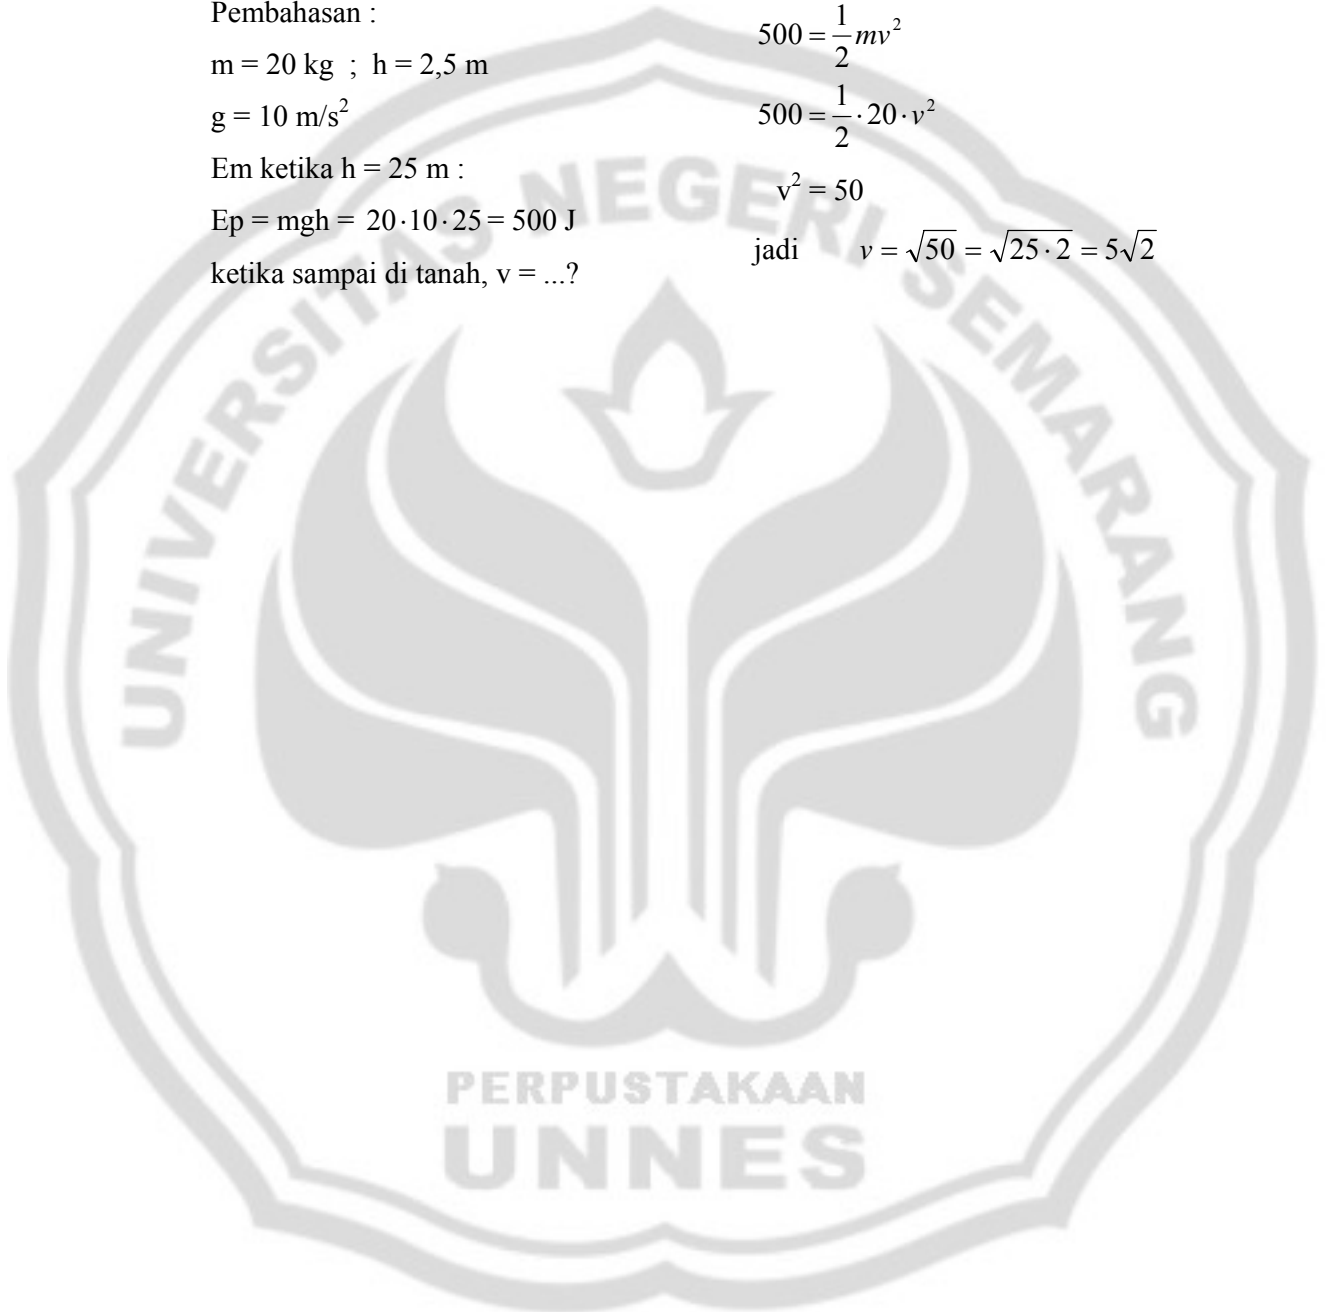 Pembahasan :
m = 20 kg ; h = 2,5 m
g = 10 m/s²
Em ketika h = 25 m :
Ep = mgh = 20·10·25 = 500 J
ketika sampai di tanah, v = ...?
500 = 1/2 mv²
500 = 1/2 · 20 · v²
v² = 50
jadi v = √50 = √25·2 = 5√2
UNIVERSITAS NEGERI SEMARANG
PERPUSTAKAAN
UNNES